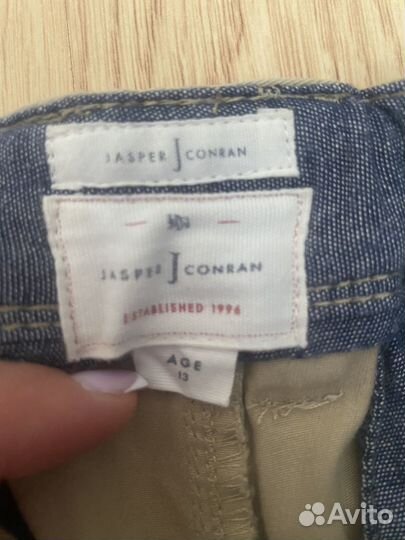 JASPER J CONRAN
JASPER J CONRAN
ESTABLISHED 1996
AGE
13
Avito